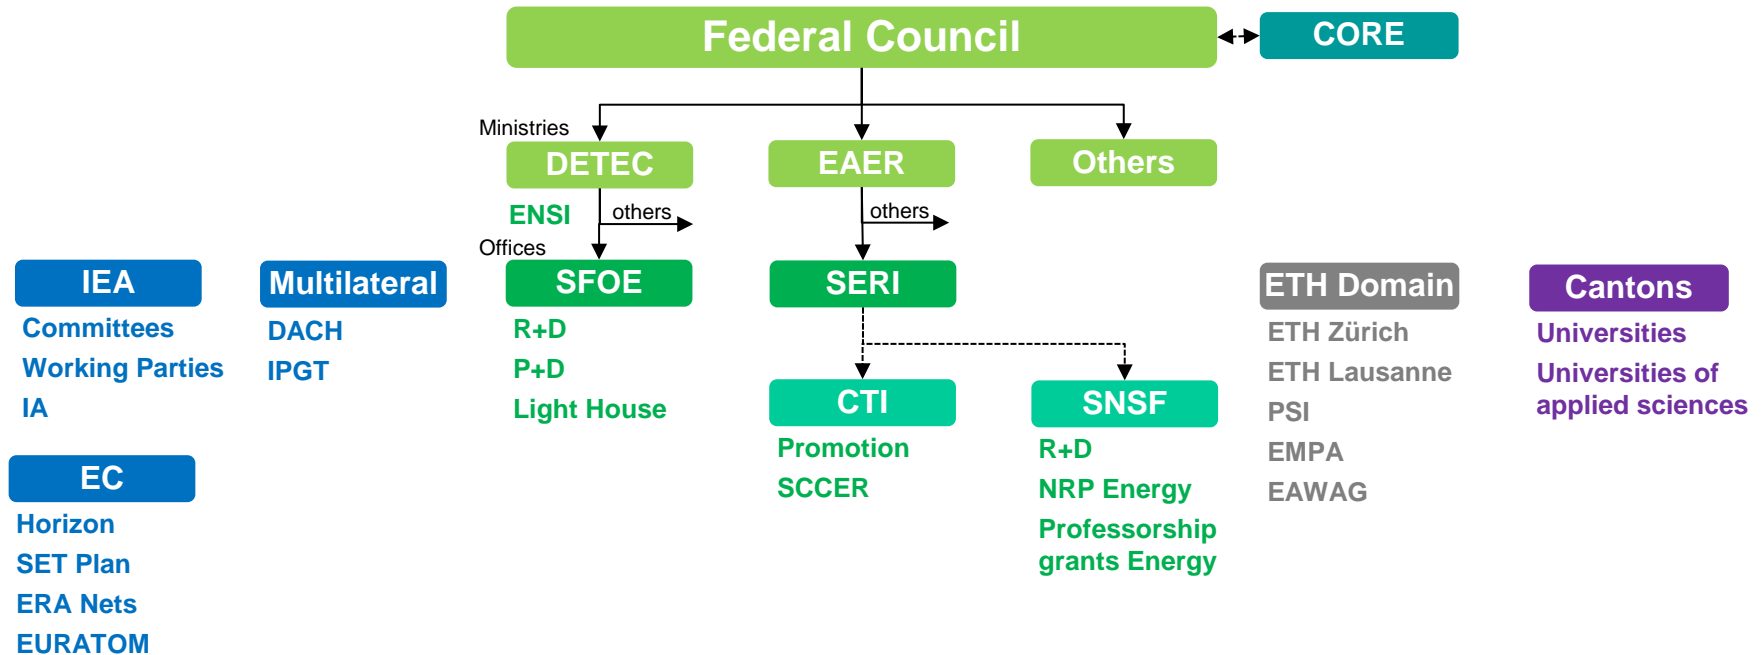 Federal Council
CORE
Ministries
DETEC
EAER
Others
ENSI
others
others
Offices
IEA
Committees
Working Parties
IA
EC
Horizon
SET Plan
ERA Nets
EURATOM
Multilateral
DACH
IPGT
SFOE
R+D
P+D
Light House
SERI
CTI
Promotion
SCCER
SNSF
R+D
NRP Energy
Professorship
grants Energy
ETH Domain
ETH Zürich
ETH Lausanne
PSI
EMPA
EAWAG
Cantons
Universities
Universities of
applied sciences